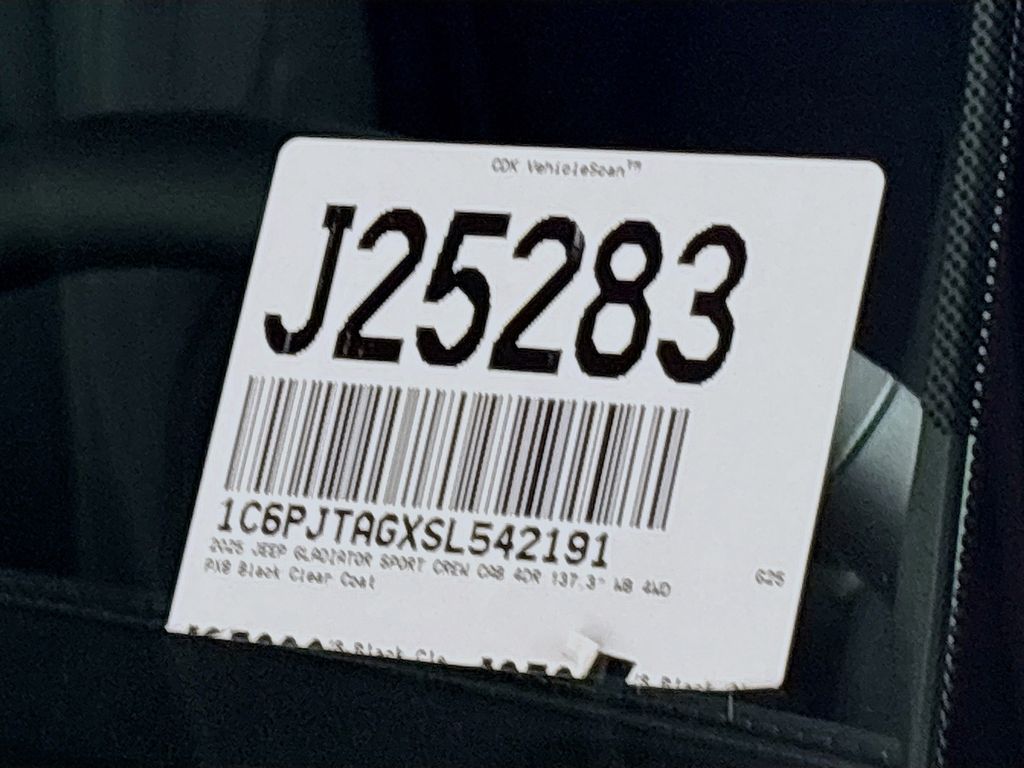 CDK VehicleScan™
J25283
1C6PJTAGXSL542191
2025 JEEP GLADIATOR SPORT CREW CAB 4DR 137.3" WB 4WD
PX8 Black Clear Coat
G25